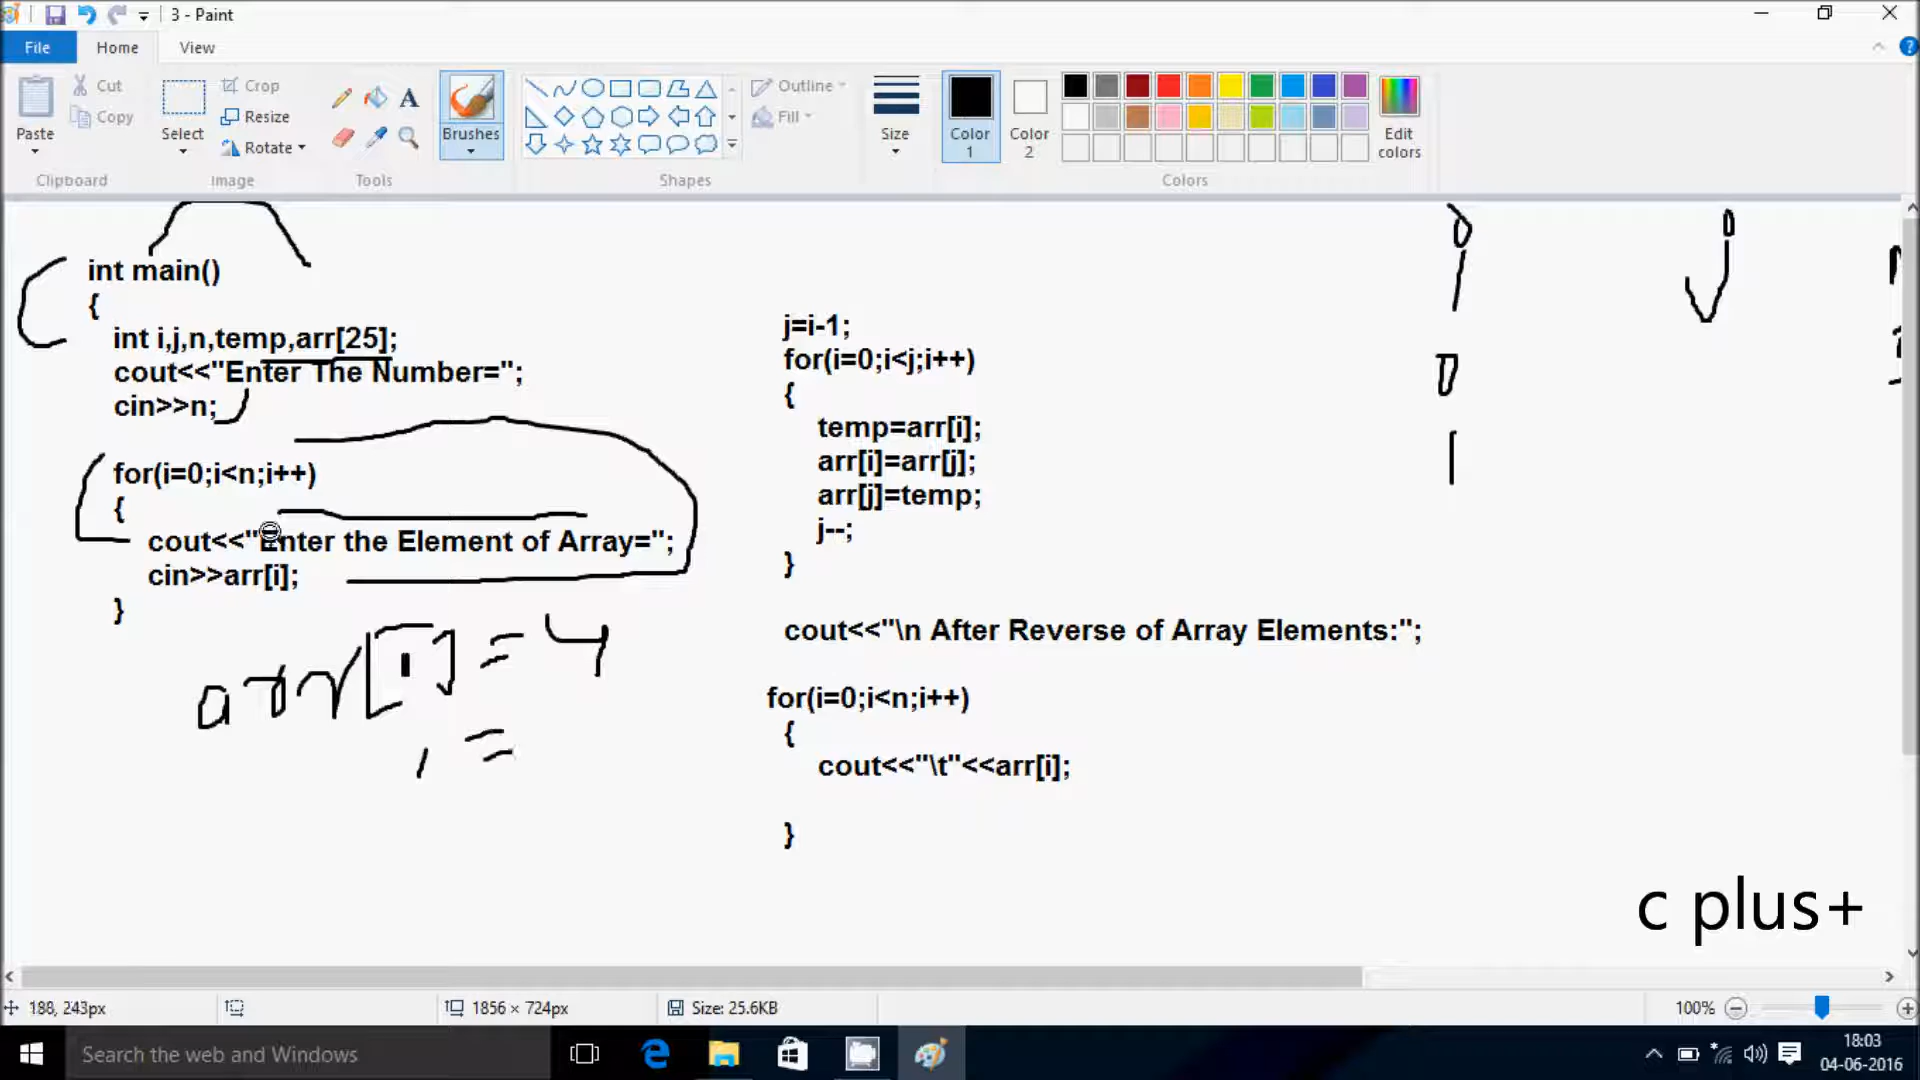 3 - Paint
File
Home
View
Paste
Cut
Copy
Clipboard
Select
Crop
Resize
Rotate
Image
A
Tools
Brushes
Outline
Fill
Shapes
Size
Color
1
Color
2
Edit
colors
Colors
int main()
{
int i,j,n,temp,arr[25];
cout<<"Enter The Number=";
cin>>n;
for(i=0;i<n;i++)
{
cout<<"Enter the Element of Array=";
cin>>arr[i];
}
arr[1]=4
1 =
j=i-1;
for(i=0;i<j;i++)
{
temp=arr[i];
arr[i]=arr[j];
arr[j]=temp;
j--;
}
cout<<"\n After Reverse of Array Elements:";
for(i=0;i<n;i++)
{
cout<<"\t"<<arr[i];
}
i
0
1
j
c plus+
188, 243px
1856 × 724px
Size: 25.6KB
100%
Search the web and Windows
18:03
04-06-2016